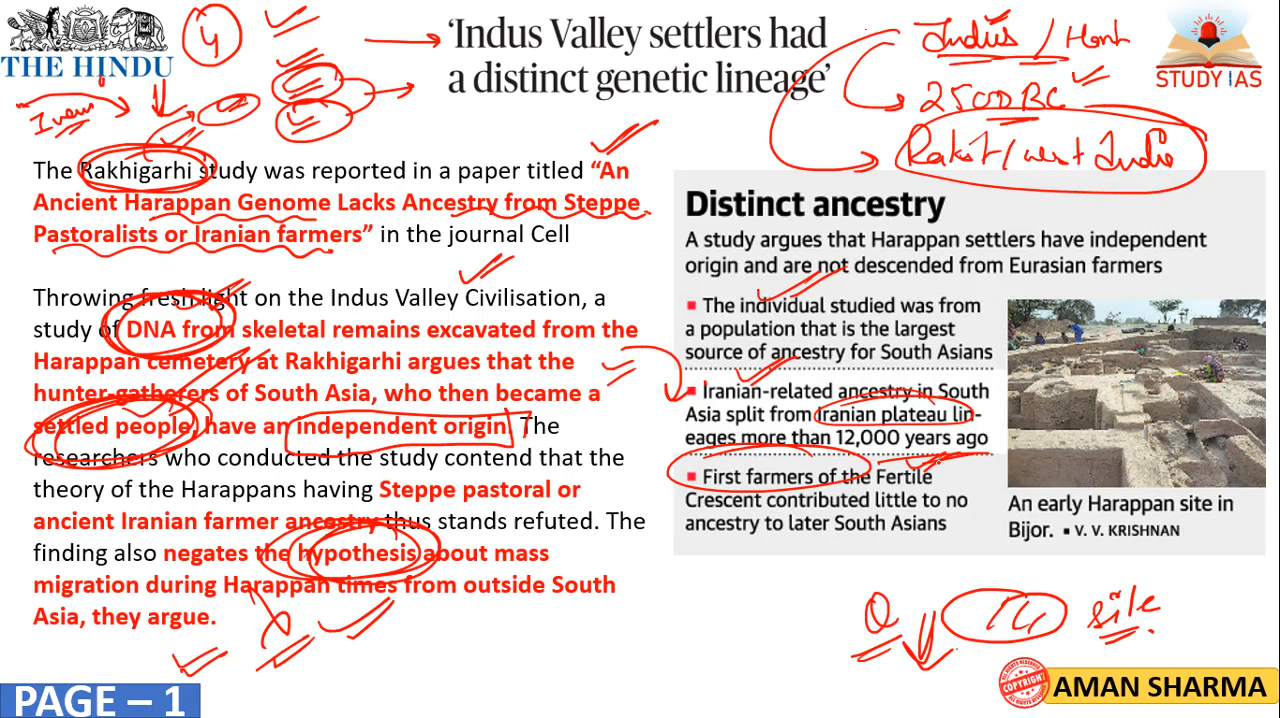 THE HINDU
4
'Indus Valley settlers had
a distinct genetic lineage'
Indus /
2500 BC
STUDY IAS
The Rakhigarhi study was reported in a paper titled "An
Ancient Harappan Genome Lacks Ancestry from Steppe
Pastoralists or Iranian farmers" in the journal Cell
Throwing fresh light on the Indus Valley Civilisation, a
study of DNA from skeletal remains excavated from the
Harappan cemetery at Rakhigarhi argues that the
hunter-gatherers of South Asia, who then became a
settled people, have an independent origin. The
researchers who conducted the study contend that the
theory of the Harappans having Steppe pastoral or
ancient Iranian farmer ancestry thus stands refuted. The
finding also negates the hypothesis about mass
migration during Harappan times from outside South
Asia, they argue.
Distinct ancestry
A study argues that Harappan settlers have independent
origin and are not descended from Eurasian farmers
The individual studied was from
a population that is the largest
source of ancestry for South Asians
Iranian-related ancestry in South
Asia split from Iranian plateau lin-
eages more than 12,000 years ago
First farmers of the Fertile
Crescent contributed little to no
ancestry to later South Asians
An early Harappan site in
Bijor. ▪ V. V. KRISHNAN
Q
site
COPYRIGHT
PAGE – 1
AMAN SHARMA